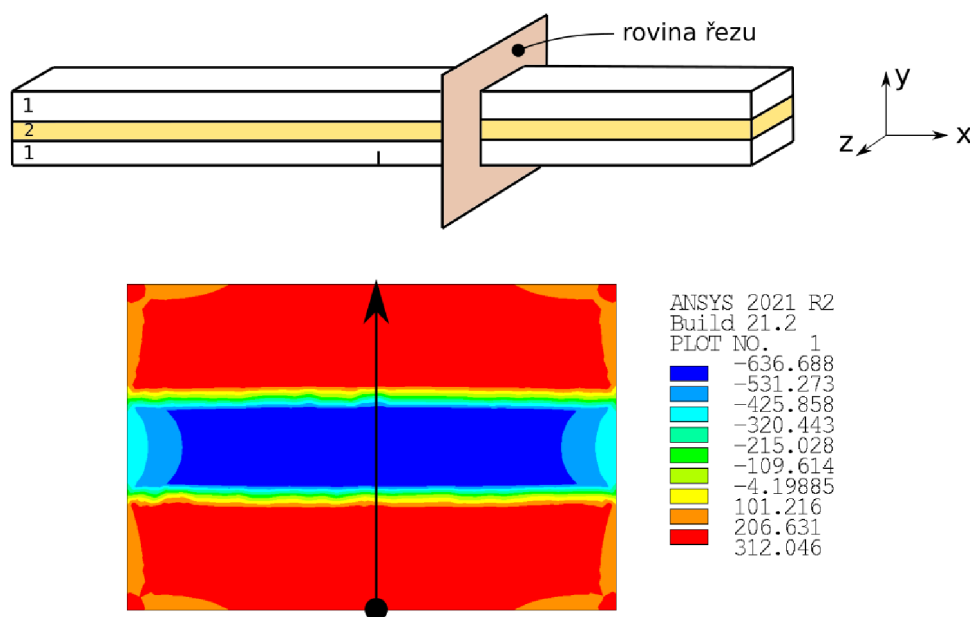 rovina řezu
1
2
1
y
z
x
ANSYS 2021 R2
Build 21.2
PLOT NO. 1
-636.688
-531.273
-425.858
-320.443
-215.028
-109.614
-4.19885
101.216
206.631
312.046